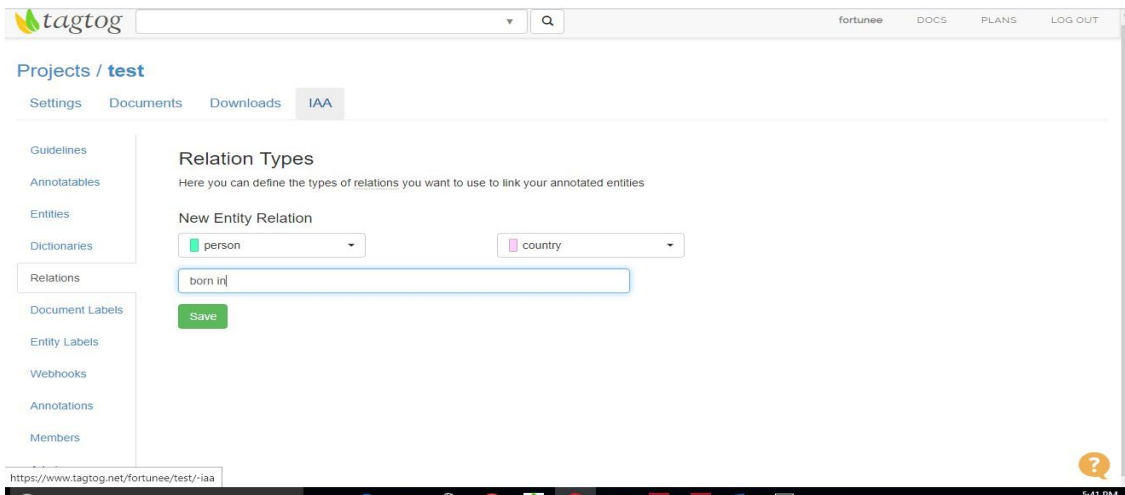 tagtog
fortunee DOCS PLANS LOG OUT
Projects / test
Settings Documents Downloads IAA
Guidelines
Annotatables
Entities
Dictionaries
Relations
Document Labels
Entity Labels
Webhooks
Annotations
Members
Relation Types
Here you can define the types of relations you want to use to link your annotated entities
New Entity Relation
person country
born in
Save
?
https://www.tagtog.net/fortunee/test/-iaa
5:41 PM